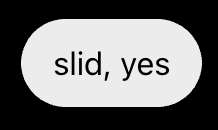 slid, yes